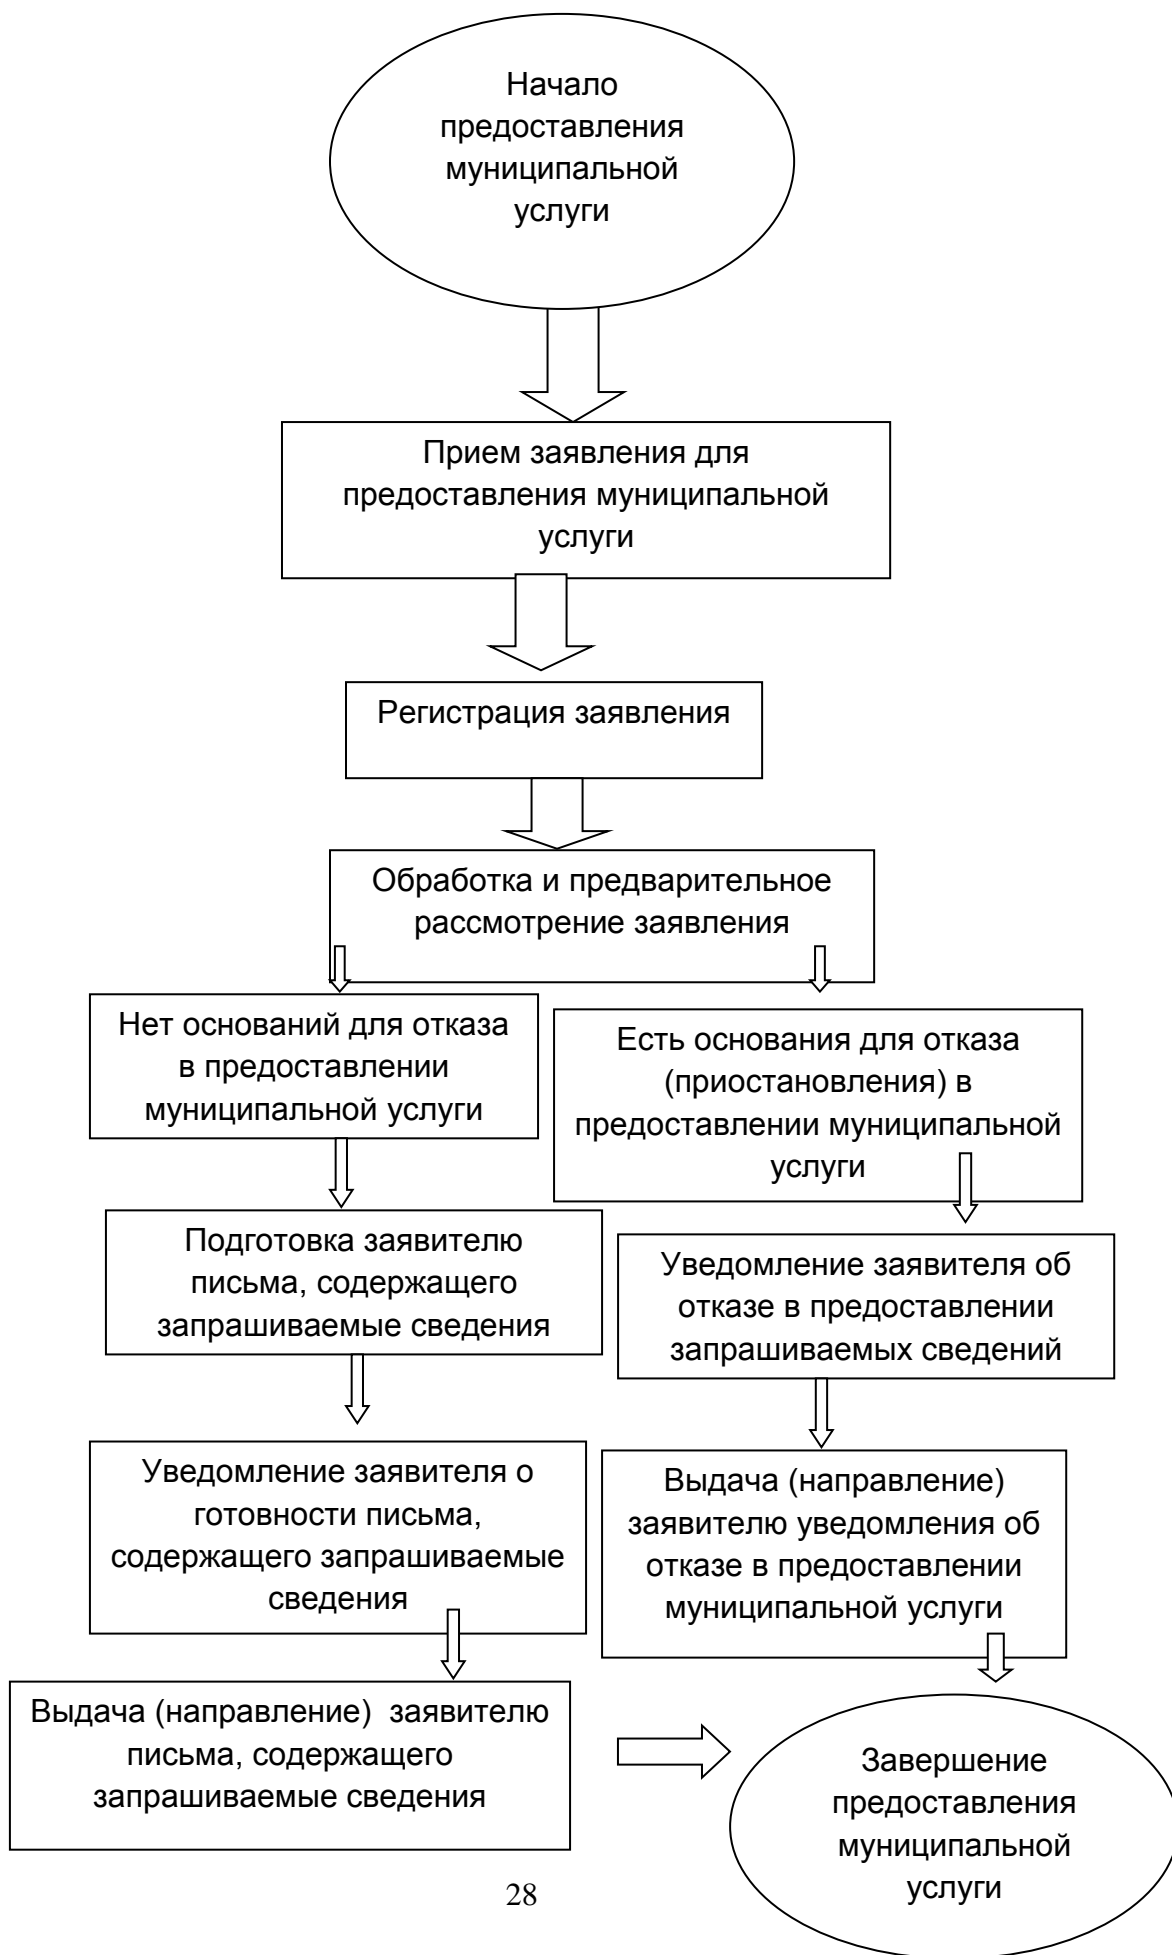 Начало
предоставления
муниципальной
услуги
Прием заявления для
предоставления муниципальной
услуги
Регистрация заявления
Обработка и предварительное
рассмотрение заявления
Нет оснований для отказа
в предоставлении
муниципальной услуги
Есть основания для отказа
(приостановления) в
предоставлении муниципальной
услуги
Подготовка заявителю
письма, содержащего
запрашиваемые сведения
Уведомление заявителя об
отказе в предоставлении
запрашиваемых сведений
Уведомление заявителя о
готовности письма,
содержащего запрашиваемые
сведения
Выдача (направление)
заявителю уведомления об
отказе в предоставлении
муниципальной услуги
Выдача (направление)  заявителю
письма, содержащего
запрашиваемые сведения
Завершение
предоставления
муниципальной
услуги
28